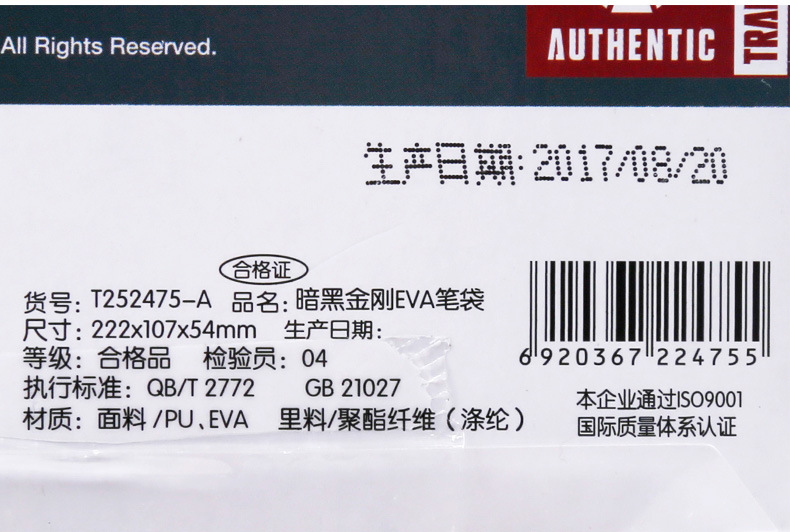 All Rights Reserved.
AUTHENTIC
TRA
生产日期: 2017/08/20
合格证
货号: T252475-A 品名: 暗黑金刚EVA笔袋
尺寸: 222x107x54mm 生产日期:
等级: 合格品 检验员: 04
执行标准: QB/T 2772 GB 21027
材质: 面料/PU、EVA 里料/聚酯纤维（涤纶）
6 920367 224755
本企业通过ISO9001
国际质量体系认证